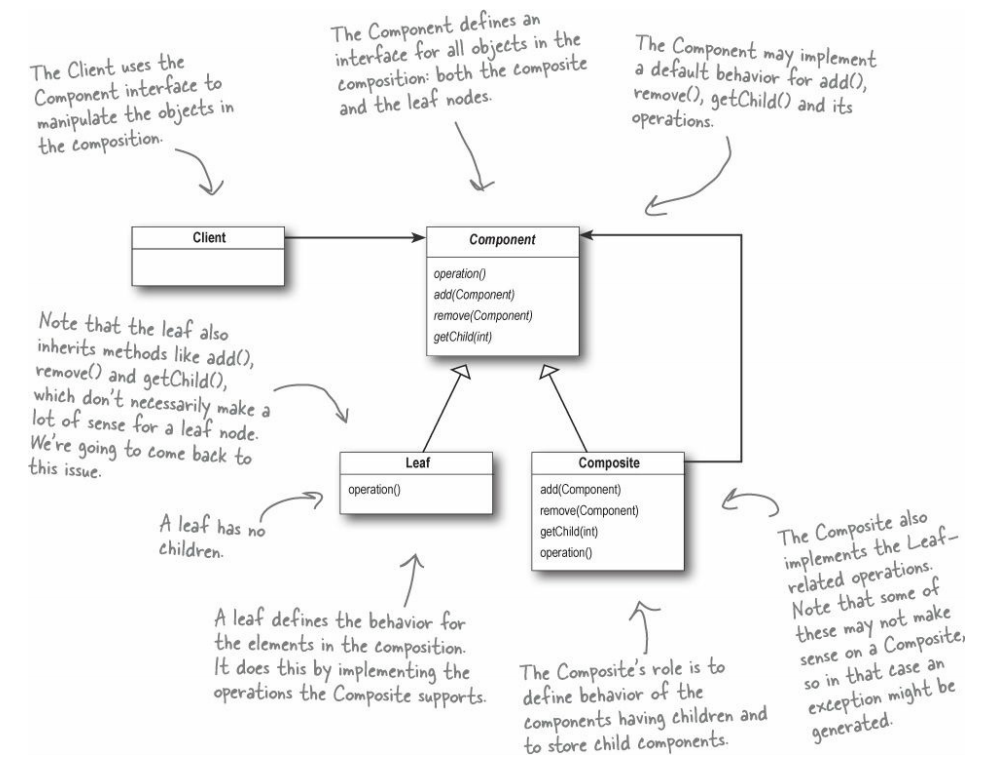 The Client uses the
Component interface to
manipulate the objects in
the composition.
The Component defines an
interface for all objects in the
composition: both the composite
and the leaf nodes.
The Component may implement
a default behavior for add(),
remove(), getChild() and its
operations.
Client
Component
operation()
add(Component)
remove(Component)
getChild(int)
Note that the leaf also
inherits methods like add(),
remove() and getChild(),
which don't necessarily make a
lot of sense for a leaf node.
We're going to come back to
this issue.
Leaf
operation()
Composite
add(Component)
remove(Component)
getChild(int)
operation()
A leaf has no
children.
A leaf defines the behavior for
the elements in the composition.
It does this by implementing the
operations the Composite supports.
The Composite's role is to
define behavior of the
components having children and
to store child components.
The Composite also
implements the Leaf-
related operations.
Note that some of
these may not make
sense on a Composite,
so in that case an
exception might be
generated.